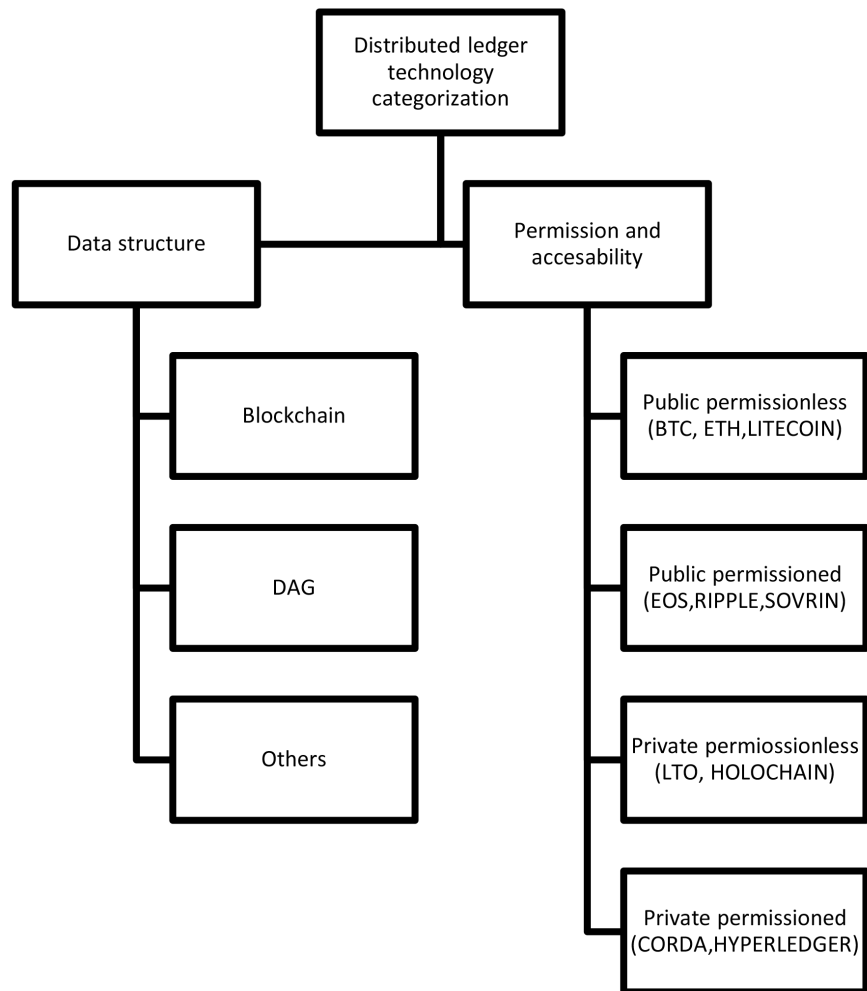 Distributed ledger
technology
categorization
Data structure
Permission and
accesability
Blockchain
DAG
Others
Public permissionless
(BTC, ETH,LITECOIN)
Public permissioned
(EOS,RIPPLE,SOVRIN)
Private permiossionless
(LTO, HOLOCHAIN)
Private permissioned
(CORDA,HYPERLEDGER)